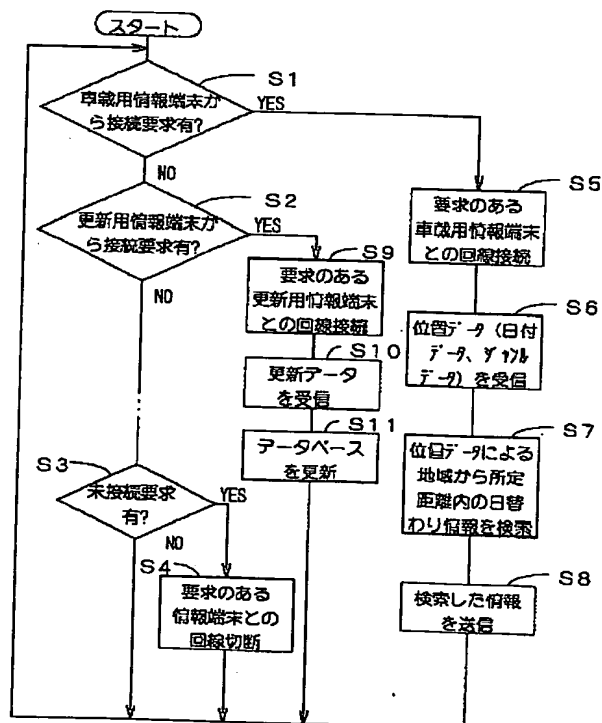 スタート
S1
車載用情報端末か
ら接続要求有?
YES
NO
S2
更新用情報端末か
ら接続要求有?
YES
NO
S3
未接続要求
有?
YES
NO
S4
要求のある
情報端末との
回線切断
S9
要求のある
更新用情報端末
との回線接続
S10
更新データ
を受信
S11
データベース
を更新
S5
要求のある
車載用情報端末
との回線接続
S6
位置データ(日付
データ、ジャンル
データ)を受信
S7
位置データによる
地域から所定
距離内の日替
わり情報を検索
S8
検索した情報
を送信